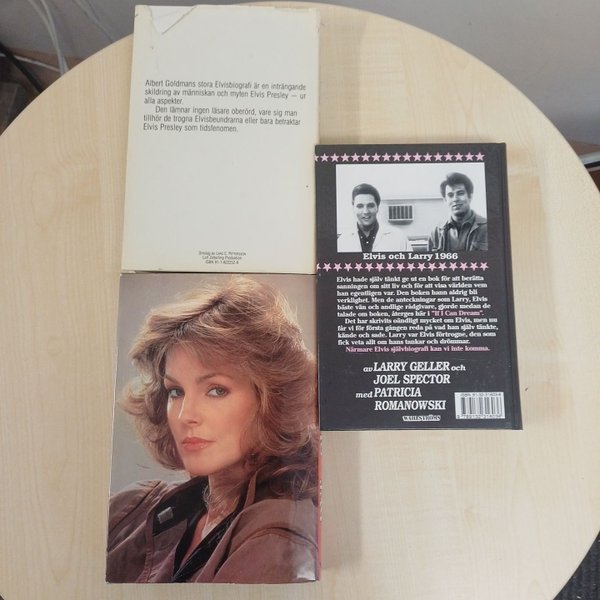 Albert Goldmans stora Elvisbiografi är en inträngande
skildring av människan och myten Elvis Presley – ur
alla aspekter.
Den lämnar ingen läsare oberörd, vare sig man
tillhör de trogna Elvisbeundrarna eller bara betraktar
Elvis Presley som tidsfenomen.
Elvis och Larry 1966
Elvis hade själv tänkt ge ut en bok för att berätta
sanningen om sitt liv och för att visa världen vem
han egentligen var. Den boken hann aldrig bli
verklighet. Men de anteckningar som Larry, Elvis
bäste vän och andlige rådgivare, gjorde medan de
talade om boken, återges här i "If I Can Dream".
Det har skrivits oändligt mycket om Elvis, men nu
får vi för första gången reda på vad han själv tänkte,
kände och sade. Larry var Elvis förtrogne, den som
fick veta allt om hans tankar och drömmar.
Närmare Elvis självbiografi kan vi inte komma.
av LARRY GELLER och
JOEL SPECTOR
med PATRICIA
ROMANOWSKI
WAHLSTRÖMS